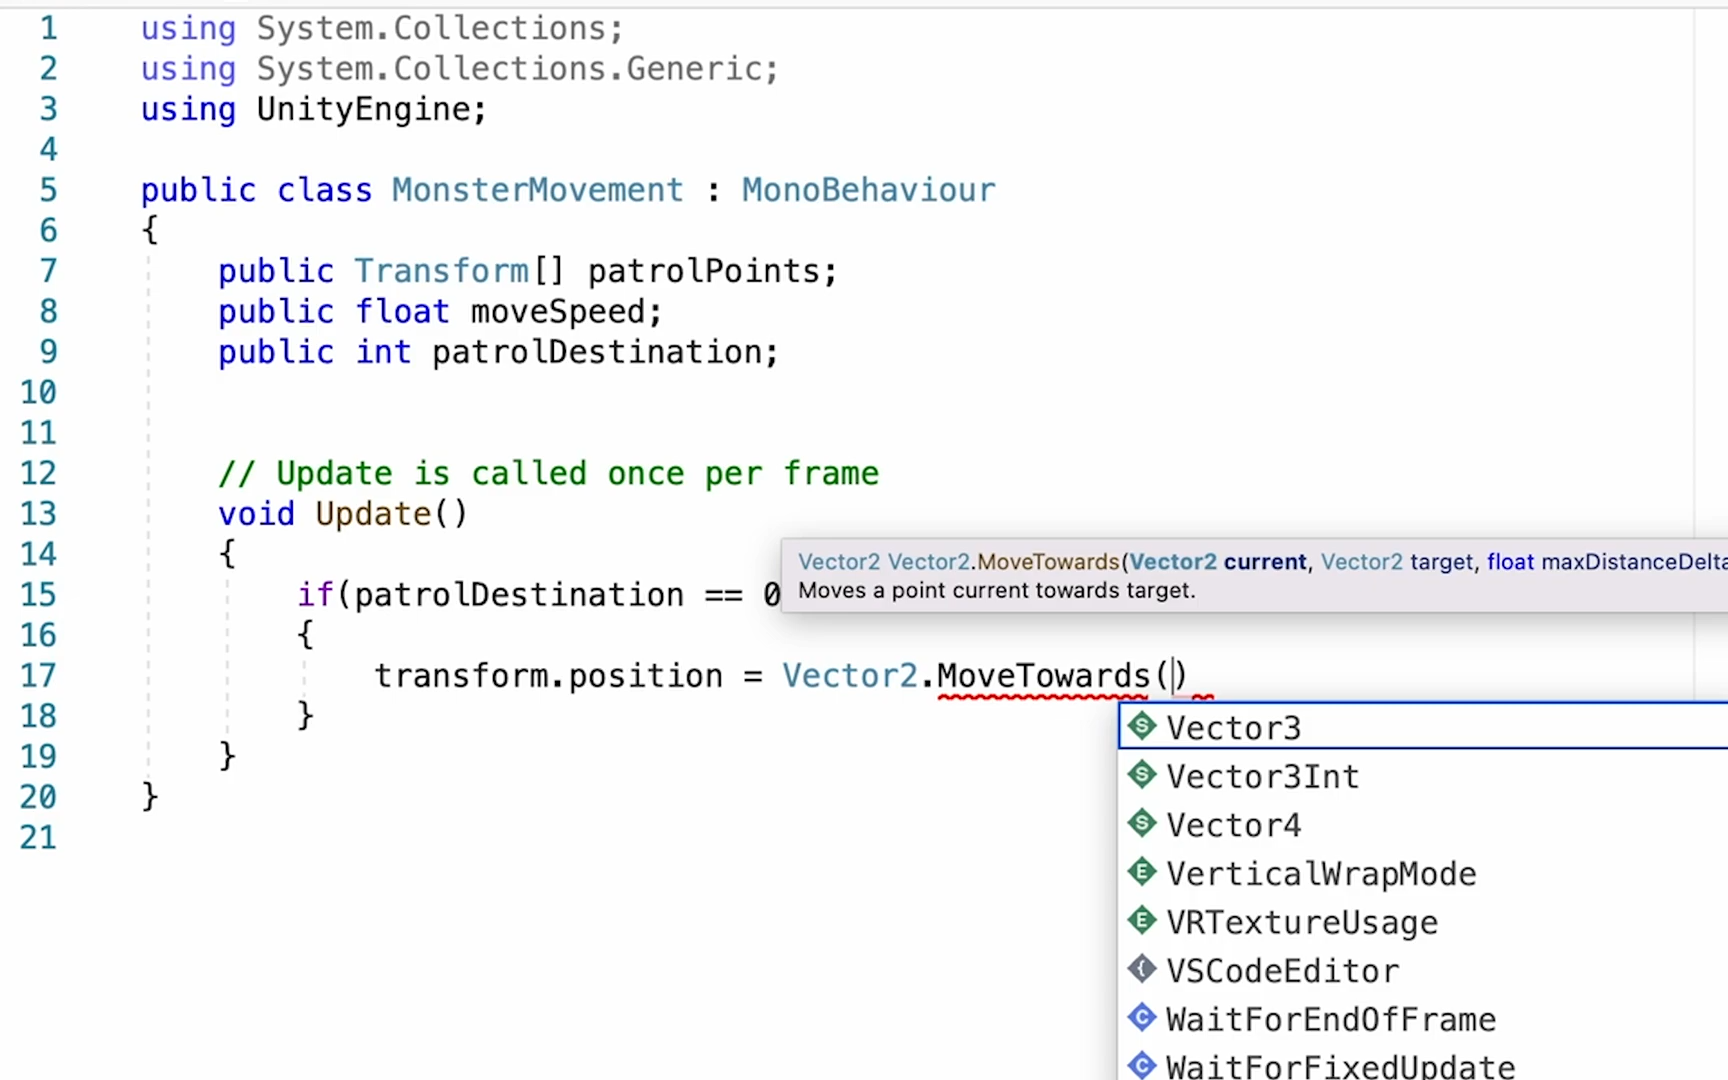 1 using System.Collections;
2 using System.Collections.Generic;
3 using UnityEngine;
4
5 public class MonsterMovement : MonoBehaviour
6 {
7 public Transform[] patrolPoints;
8 public float moveSpeed;
9 public int patrolDestination;
10
11
12 // Update is called once per frame
13 void Update()
14 {
Vector2 Vector2.MoveTowards(Vector2 current, Vector2 target, float maxDistanceDelta
15 if(patrolDestination == 0
Moves a point current towards target.
16 {
17 transform.position = Vector2.MoveTowards()
18 }
19 }
20 }
21
Vector3
Vector3Int
Vector4
VerticalWrapMode
VRTextureUsage
VSCodeEditor
WaitForEndOfFrame
WaitForFixedUpdate